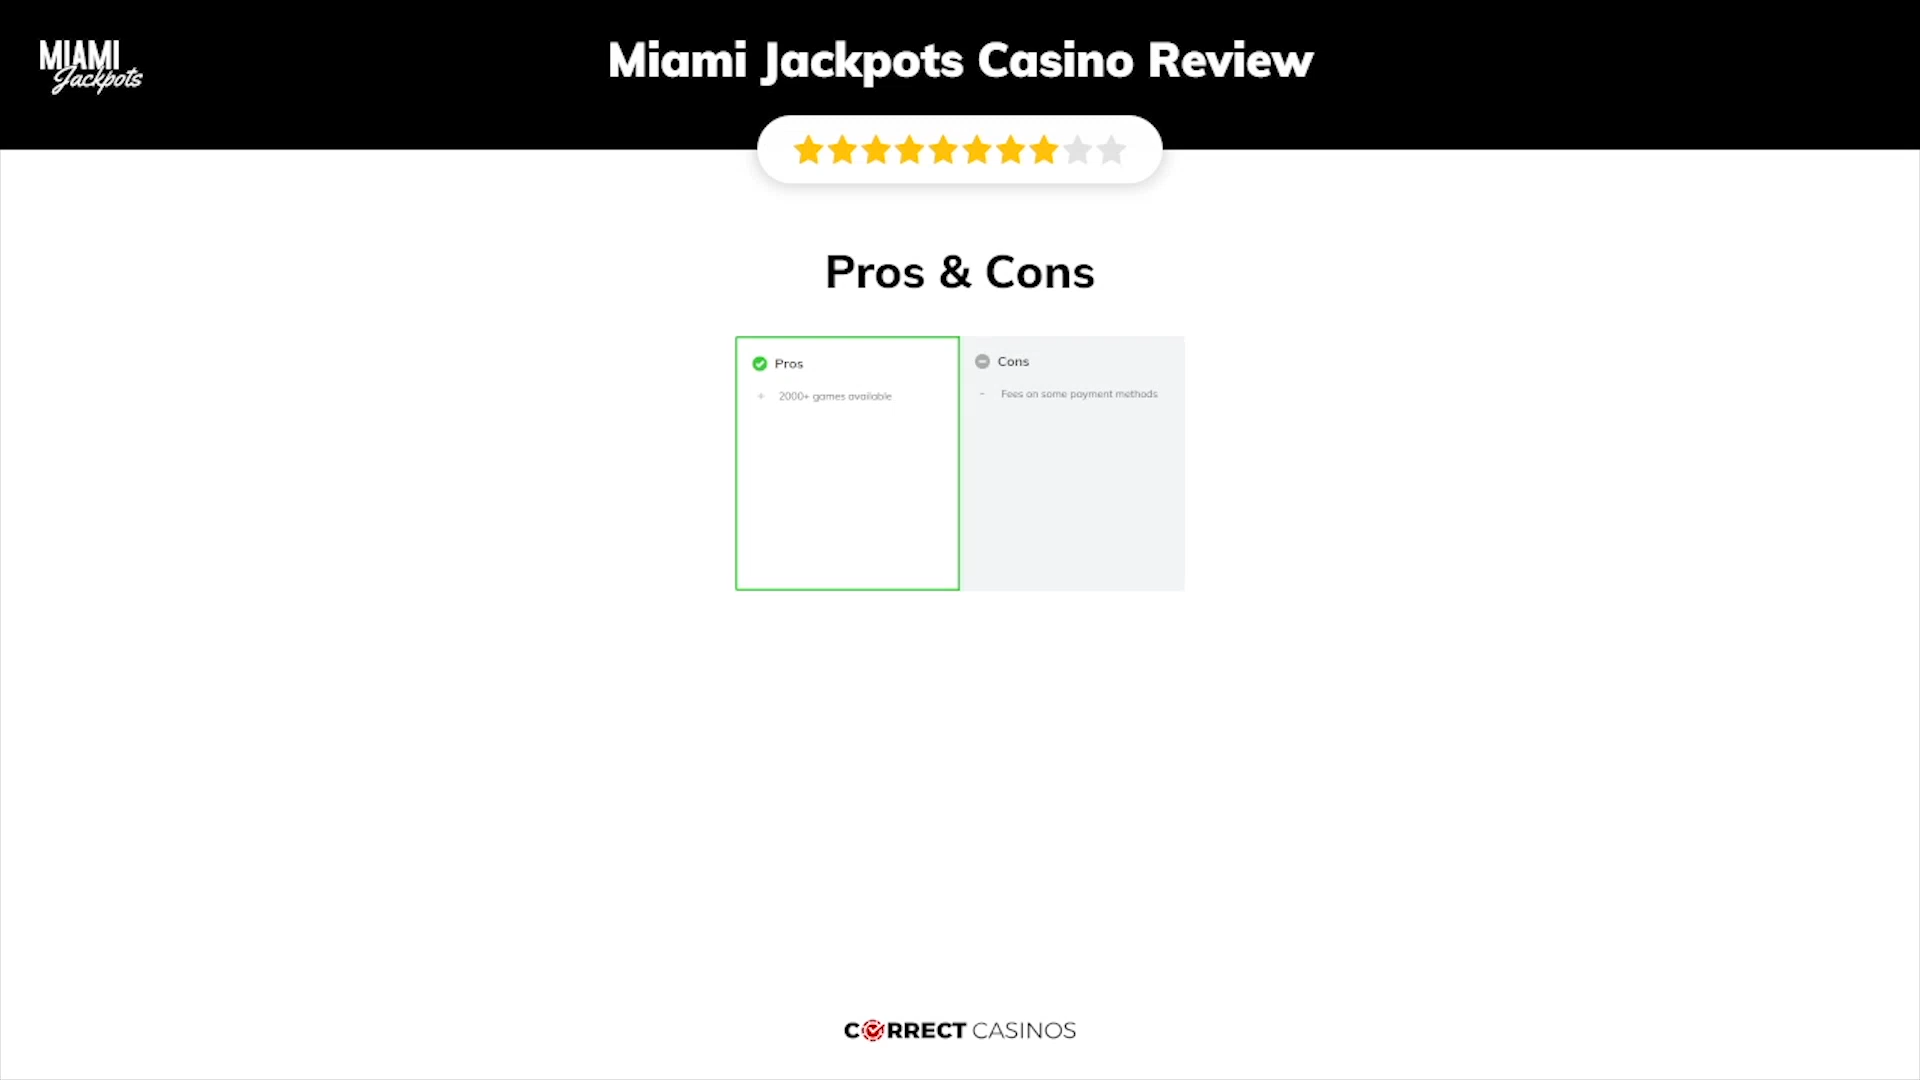 MIAMI
Jackpots
Miami Jackpots Casino Review
Pros & Cons
Pros
+ 2000+ games available
Cons
- Fees on some payment methods
CORRECT CASINOS